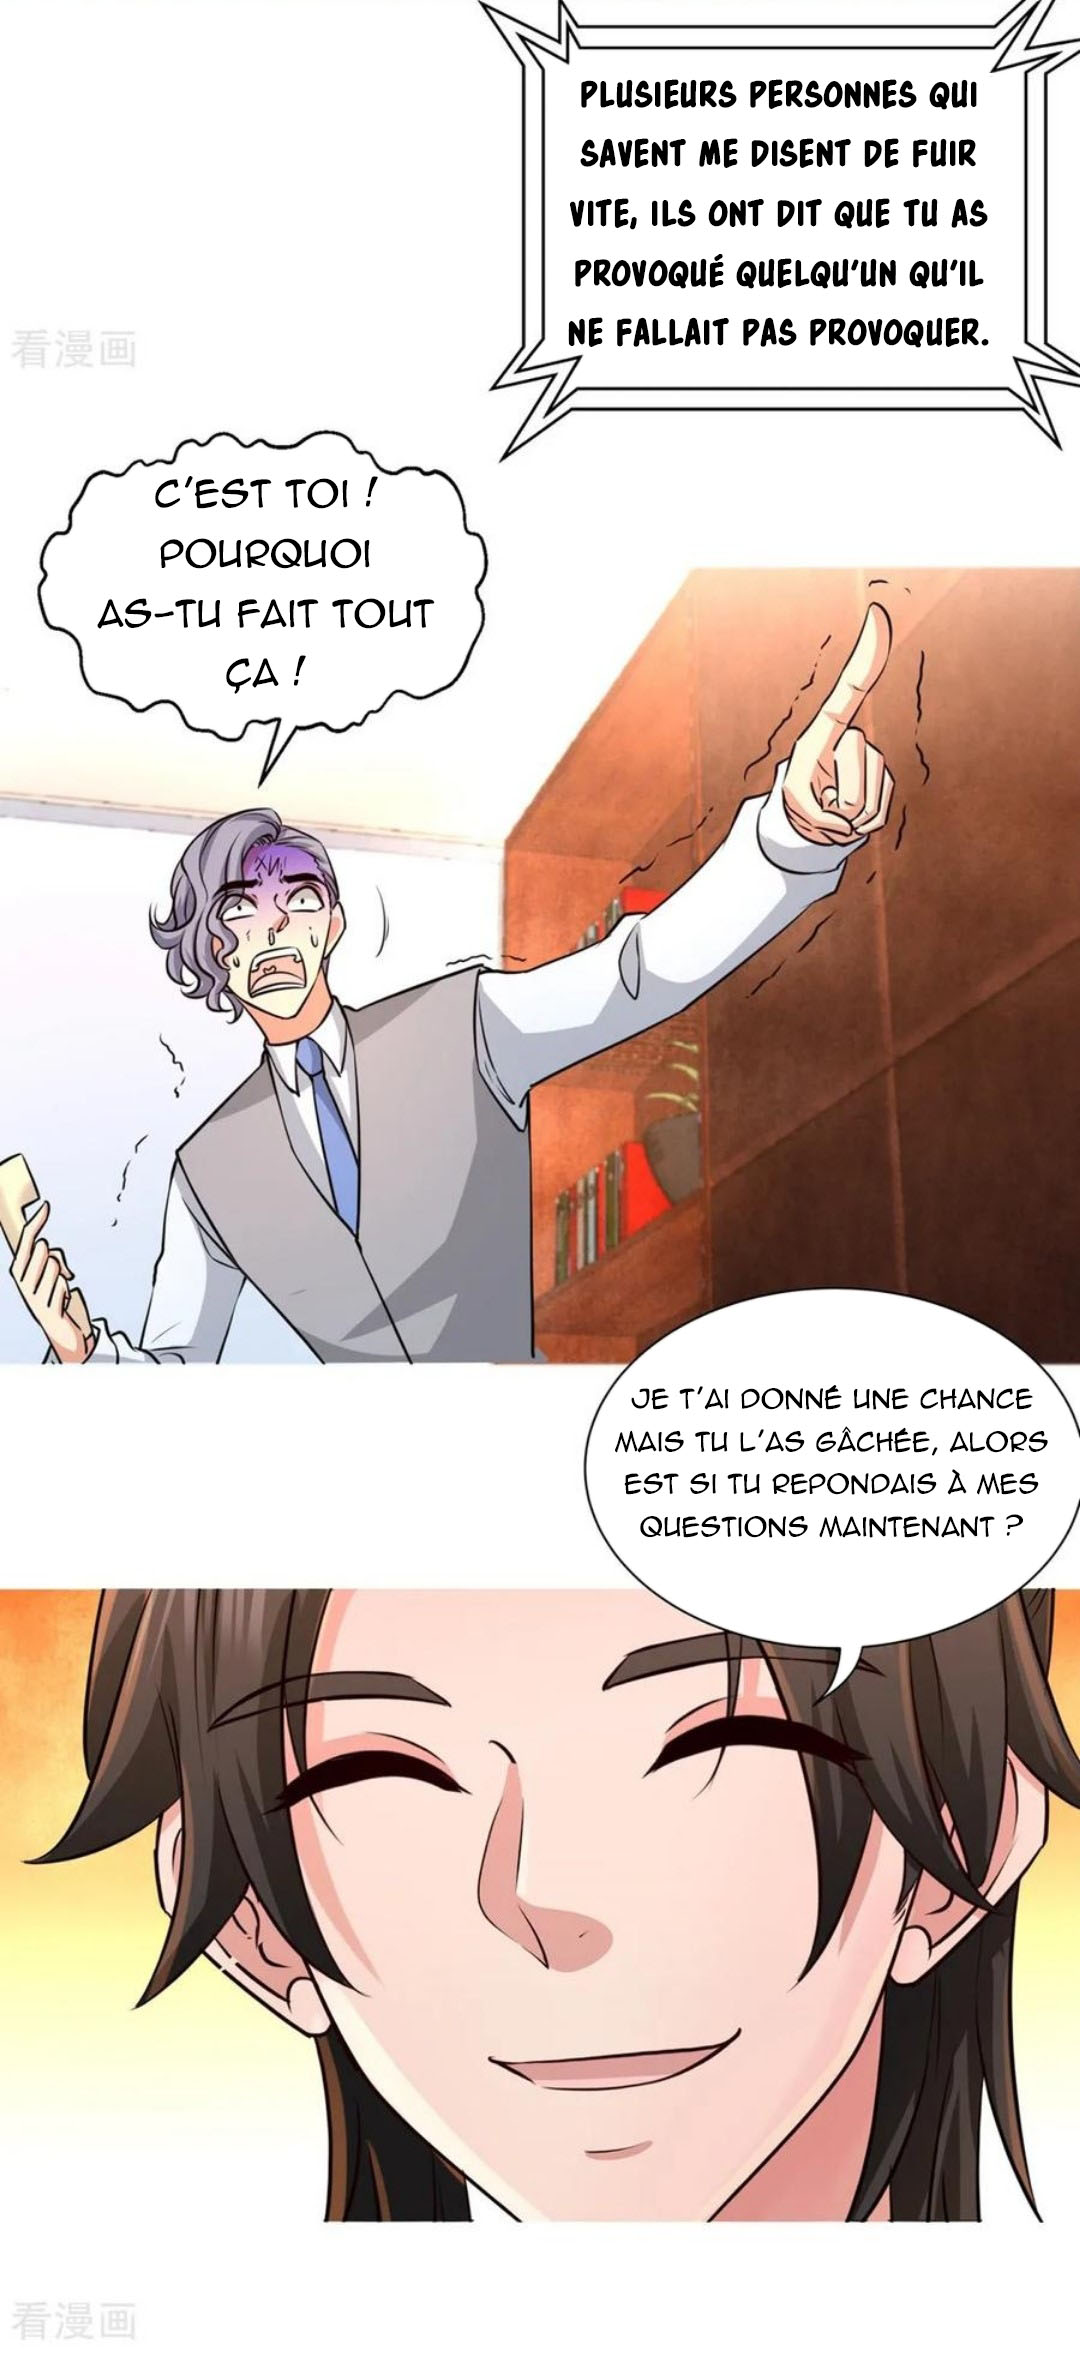 PLUSIEURS PERSONNES QUI
SAVENT ME DISENT DE FUIR
VITE, ILS ONT DIT QUE TU AS
PROVOQUÉ QUELQU'UN QU'IL
NE FALLAIT PAS PROVOQUER.
看漫画
C'EST TOI !
POURQUOI
AS-TU FAIT TOUT
ÇA !
JE T'AI DONNÉ UNE CHANCE
MAIS TU L'AS GÂCHÉE, ALORS
EST SI TU REPONDAIS À MES
QUESTIONS MAINTENANT ?
看漫画